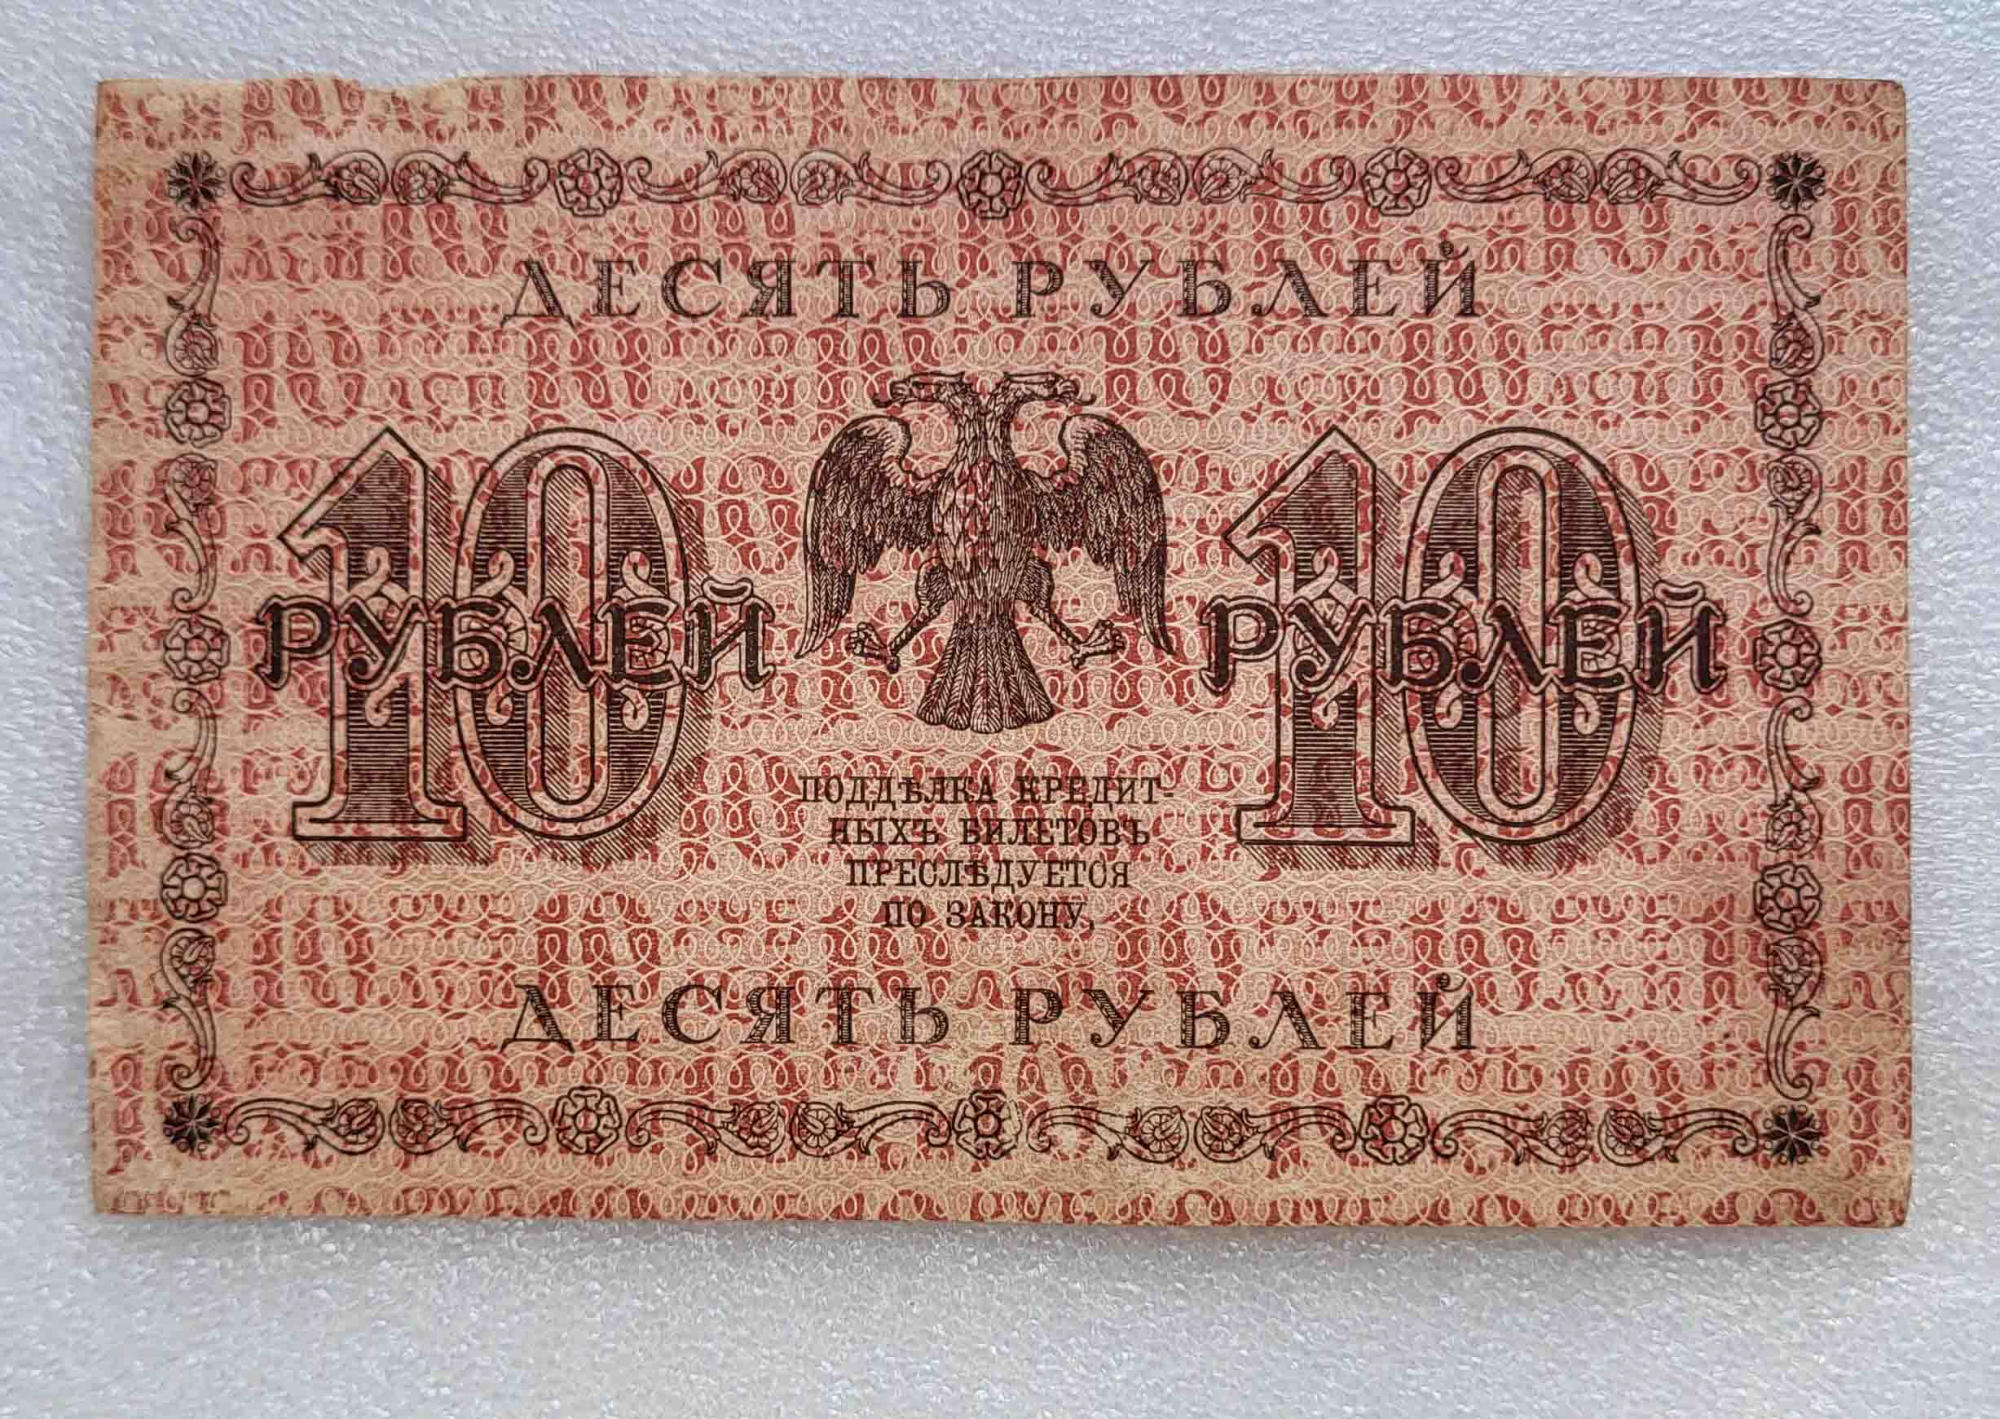 ДЕСЯТЬ РУБЛЕЙ
10
РУБЛЕЙ
10
РУБЛЕЙ
ПОДДѢЛКА КРЕДИТ-
НЫХЪ БИЛЕТОВЪ
ПРЕСЛѢДУЕТСЯ
ПО ЗАКОНУ.
ДЕСЯТЬ РУБЛЕЙ